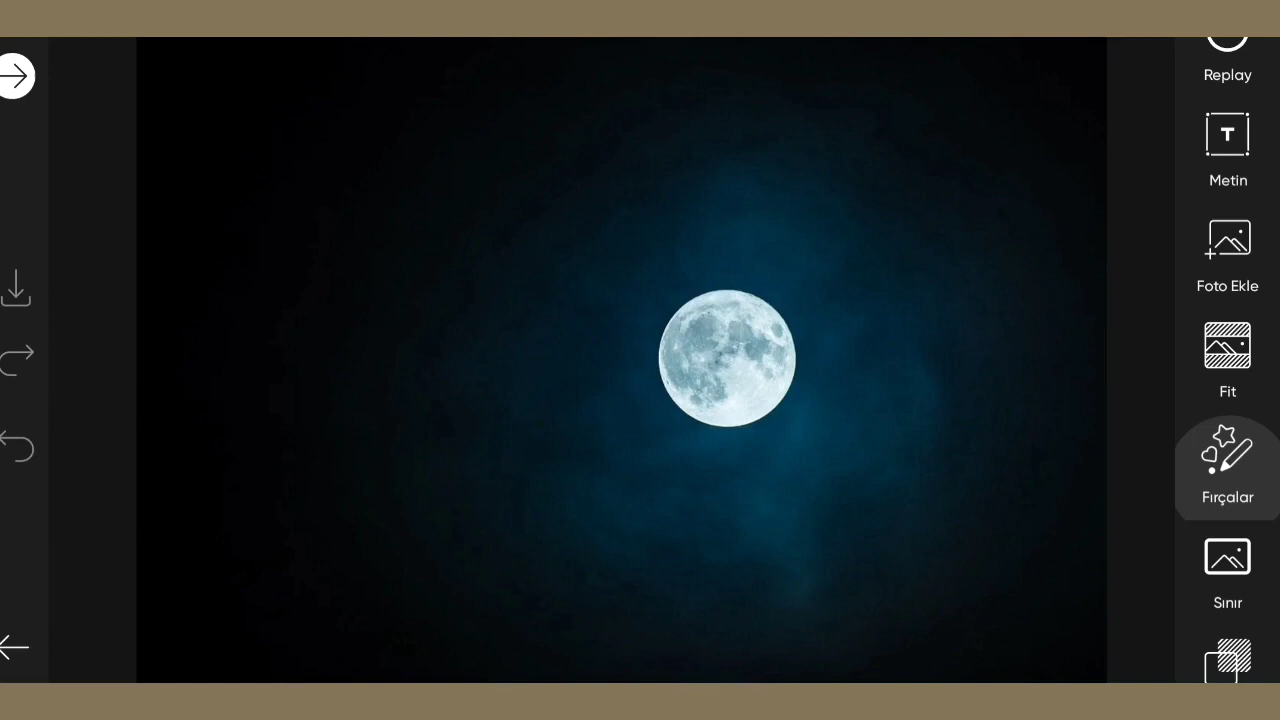 Replay
T
Metin
Foto Ekle
Fit
Fırçalar
Sınır